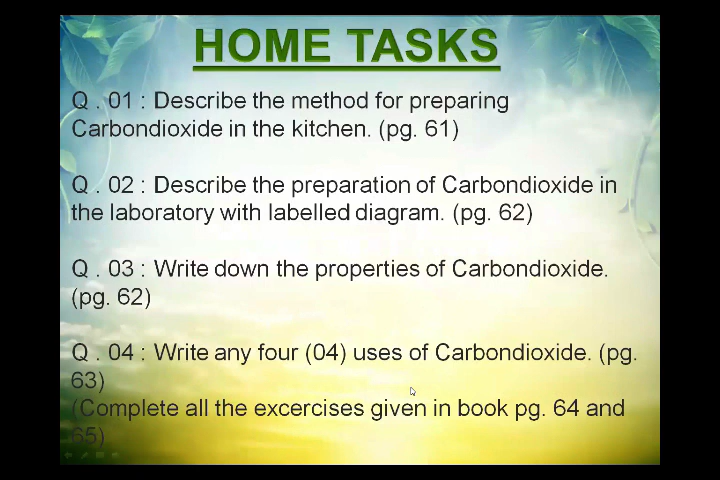 HOME TASKS
Q . 01 : Describe the method for preparing
Carbondioxide in the kitchen. (pg. 61)
Q . 02 : Describe the preparation of Carbondioxide in
the laboratory with labelled diagram. (pg. 62)
Q . 03 : Write down the properties of Carbondioxide.
(pg. 62)
Q . 04 : Write any four (04) uses of Carbondioxide. (pg.
63)
(Complete all the excercises given in book pg. 64 and
65)